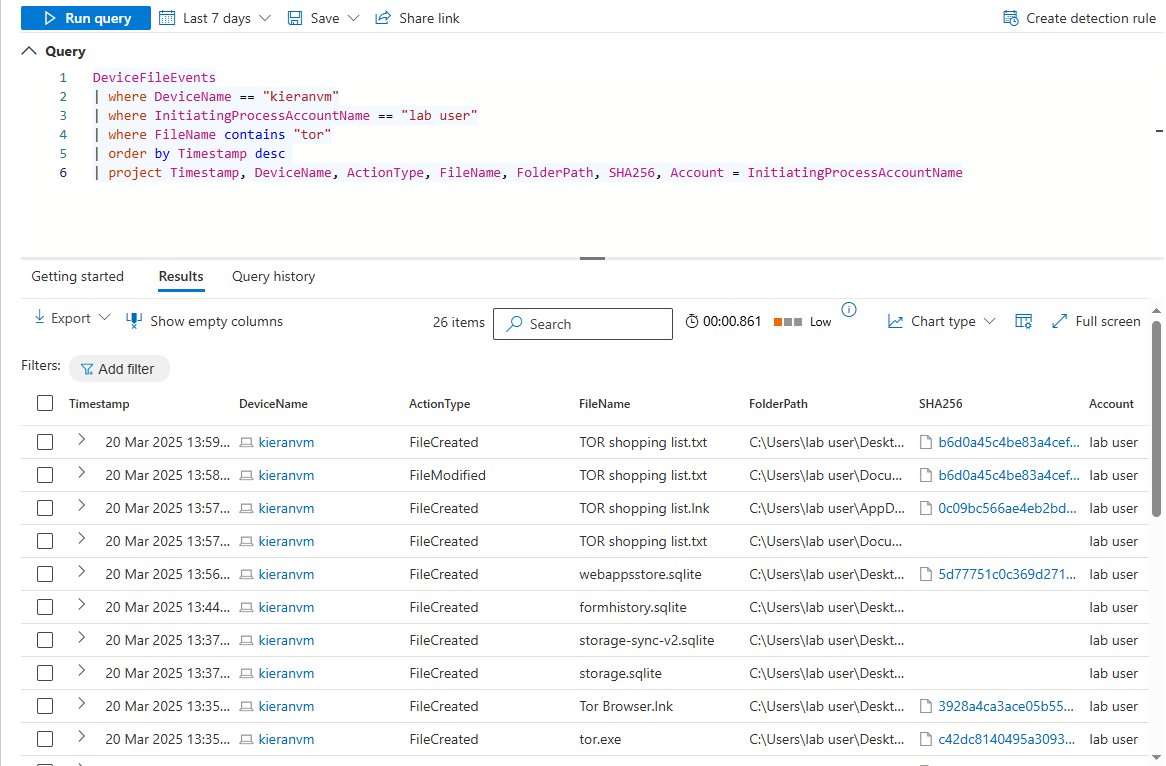 Run query Last 7 days Save Share link Create detection rule
Query
1 DeviceFileEvents
2 | where DeviceName == "kieranvm"
3 | where InitiatingProcessAccountName == "lab user"
4 | where FileName contains "tor"
5 | order by Timestamp desc
6 | project Timestamp, DeviceName, ActionType, FileName, FolderPath, SHA256, Account = InitiatingProcessAccountName
Getting started Results Query history
Export Show empty columns 26 items Search 00:00.861 Low Chart type Full screen
Filters: Add filter
Timestamp DeviceName ActionType FileName FolderPath SHA256 Account
20 Mar 2025 13:59... kieranvm FileCreated TOR shopping list.txt C:\Users\lab user\Deskt... b6d0a45c4be83a4cef... lab user
20 Mar 2025 13:58... kieranvm FileModified TOR shopping list.txt C:\Users\lab user\Docu... b6d0a45c4be83a4cef... lab user
20 Mar 2025 13:57... kieranvm FileCreated TOR shopping list.lnk C:\Users\lab user\AppD... 0c09bc566ae4eb2bd... lab user
20 Mar 2025 13:57... kieranvm FileCreated TOR shopping list.txt C:\Users\lab user\Docu... lab user
20 Mar 2025 13:56... kieranvm FileCreated webappsstore.sqlite C:\Users\lab user\Deskt... 5d77751c0c369d271... lab user
20 Mar 2025 13:44... kieranvm FileCreated formhistory.sqlite C:\Users\lab user\Deskt... lab user
20 Mar 2025 13:37... kieranvm FileCreated storage-sync-v2.sqlite C:\Users\lab user\Deskt... lab user
20 Mar 2025 13:37... kieranvm FileCreated storage.sqlite C:\Users\lab user\Deskt... lab user
20 Mar 2025 13:35... kieranvm FileCreated Tor Browser.lnk C:\Users\lab user\Deskt... 3928a4ca3ace05b55... lab user
20 Mar 2025 13:35... kieranvm FileCreated tor.exe C:\Users\lab user\Deskt... c42dc8140495a3093... lab user